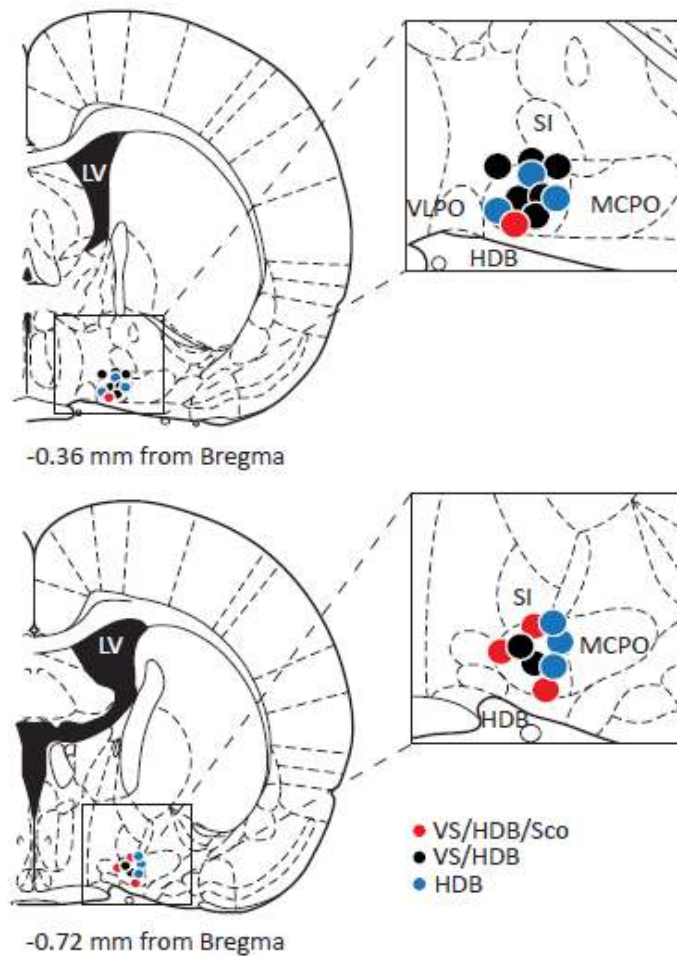 LV
SI
VLPO
MCPO
HDB
-0.36 mm from Bregma
LV
SI
MCPO
HDB
VS/HDB/Sco
VS/HDB
HDB
-0.72 mm from Bregma